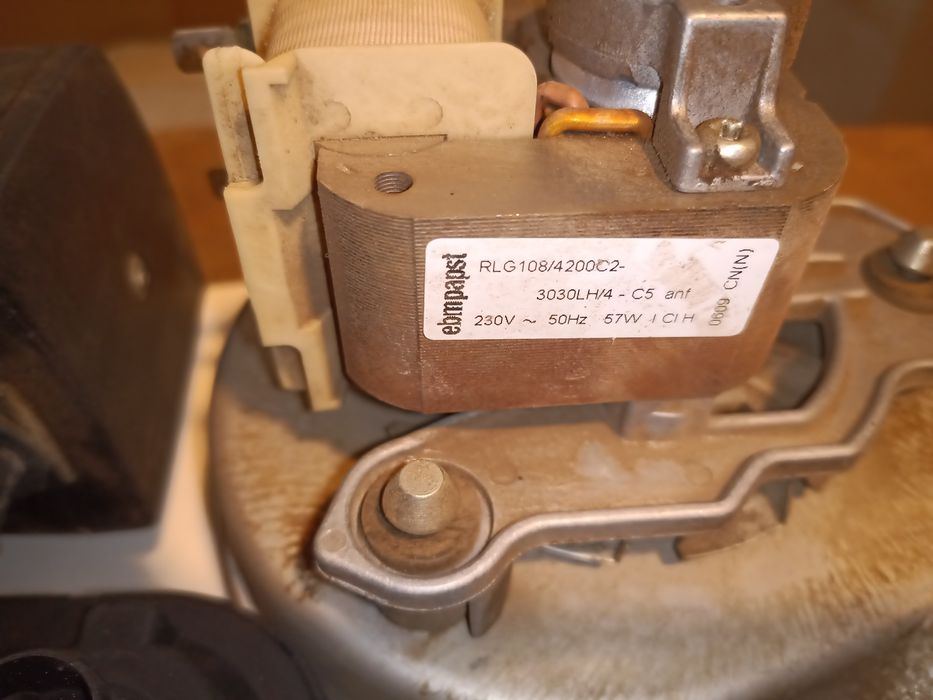 ebmpapst
RLG108/4200C2-
3030LH/4 - C5 anf
230V ~ 50Hz 57W I Cl H
0609 CN(N)